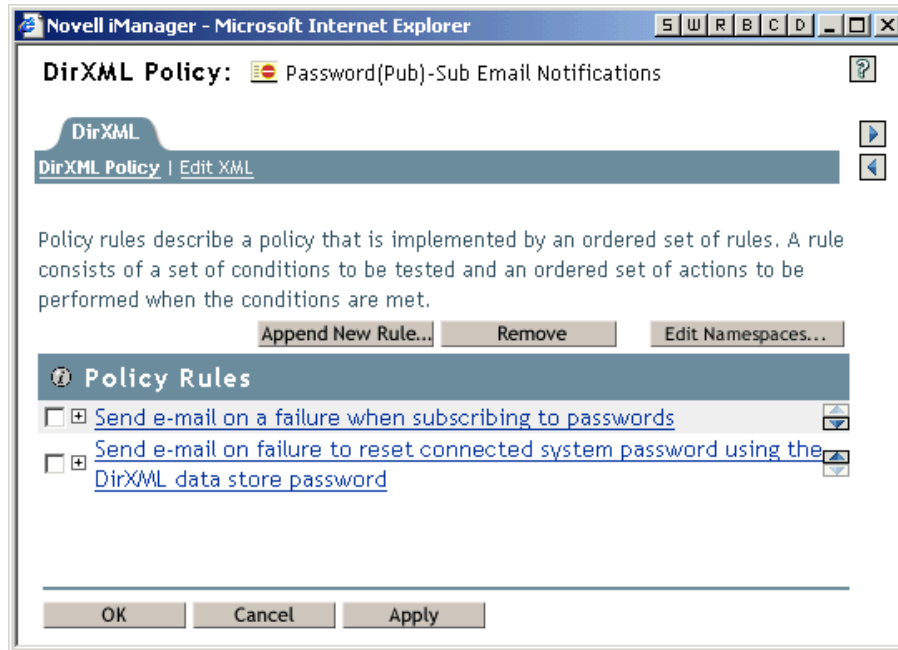 Novell iManager - Microsoft Internet Explorer S W R B C D
DirXML Policy: Password(Pub)-Sub Email Notifications ?
DirXML
DirXML Policy | Edit XML
Policy rules describe a policy that is implemented by an ordered set of rules. A rule
consists of a set of conditions to be tested and an ordered set of actions to be
performed when the conditions are met.
Append New Rule... Remove Edit Namespaces...
Policy Rules
Send e-mail on a failure when subscribing to passwords
Send e-mail on failure to reset connected system password using the
DirXML data store password
OK Cancel Apply